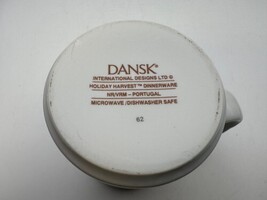 DANSK®
INTERNATIONAL DESIGNS LTD ®
HOLIDAY HARVEST™ DINNERWARE
NR/VRM - PORTUGAL
MICROWAVE /DISHWASHER SAFE
62